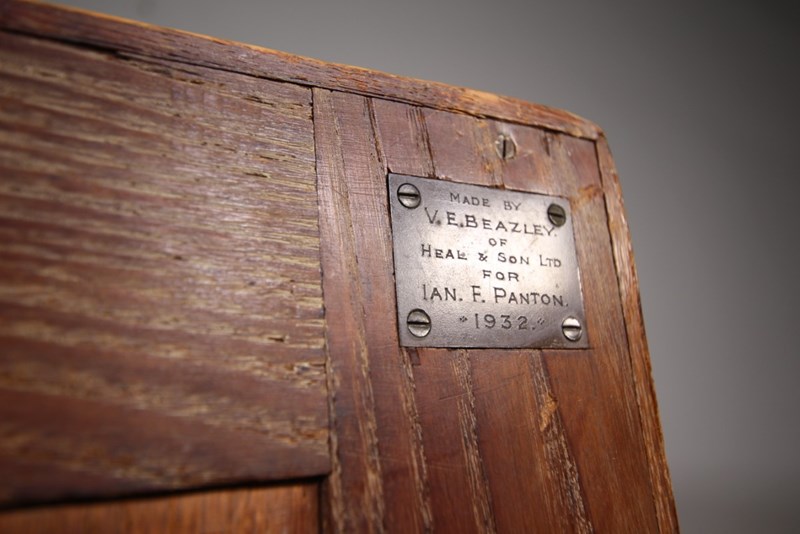 MADE BY
V.E.BEAZLEY.
OF
HEAL & SON LTD
FOR
IAN. F. PANTON.
1932.